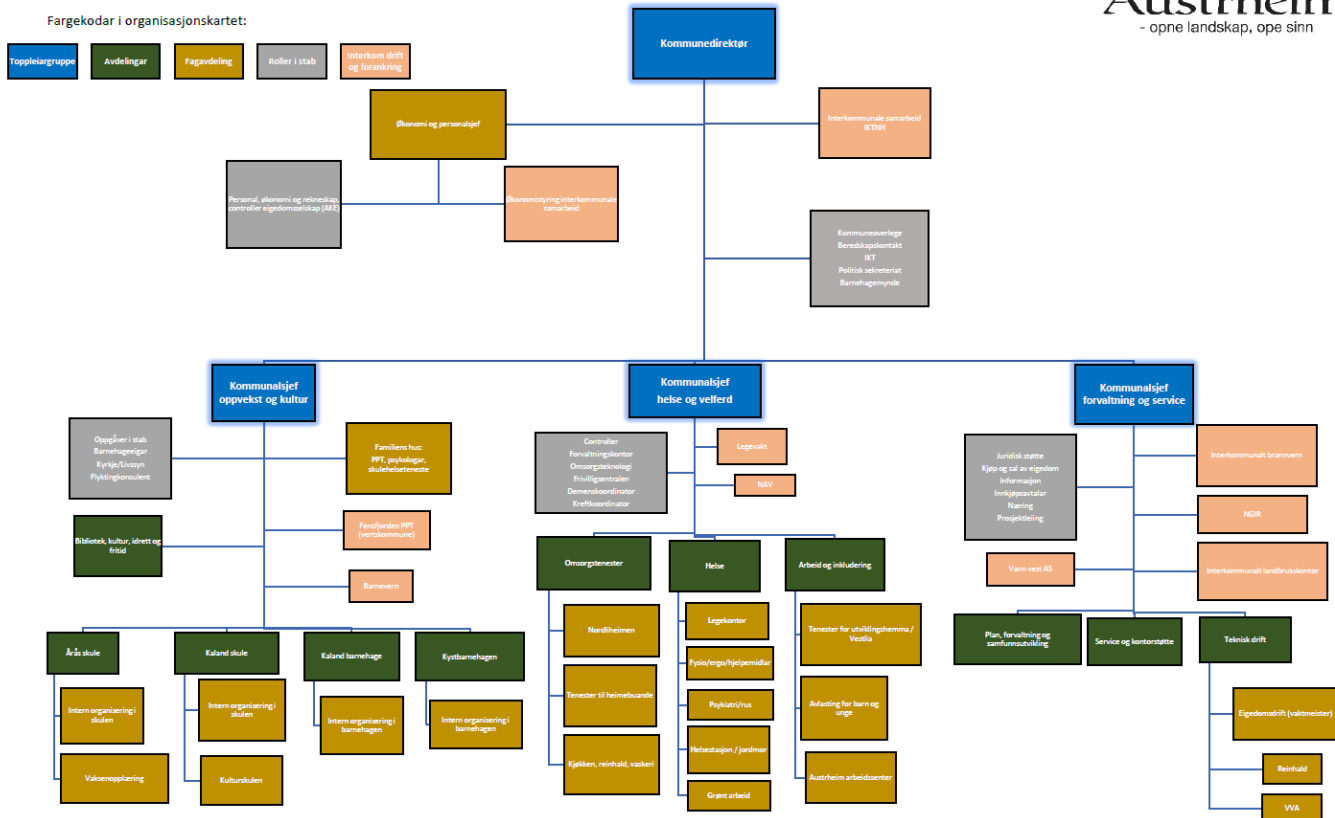 Fargekodar i organisasjonskartet:
Austrheim
- opne landskap, ope sinn
Toppleiargruppe
Avdelingar
Fagavdeling
Roller i stab
Interkom drift
og forankring
Kommunedirektør
Økonomi og personalsjef
Interkommunale samarbeid
IKTNH
Personal, økonomi og rekneskap,
controller eigedomsselskap (AKE)
Økonomistyring interkommunale
samarbeid
Kommuneoverlege
Beredskapskontakt
IKT
Politisk sekreteriat
Barnehagemynde
Kommunalsjef
oppvekst og kultur
Kommunalsjef
helse og velferd
Kommunalsjef
forvaltning og service
Oppgåver i stab
Barnehageeigar
Kyrkje/Livssyn
Flyktingkonsulent
Familiens hus:
PPT, psykologar,
skulehelseteneste
Bibliotek, kultur, idrett og
fritid
Fensfjorden PPT
(vertskommune)
Barnevern
Årås skule
Kaland skule
Kaland barnehage
Kystbarnehagen
Intern organisering i
skulen
Intern organisering i
skulen
Intern organisering i
barnehagen
Intern organisering i
barnehagen
Vaksenopplæring
Kulturskulen
Controller
Forvaltningskontor
Omsorgsteknologi
Frivilligsentralen
Demenskoordinator
Kreftkoordinator
Legevakt
NAV
Omsorgstenester
Helse
Arbeid og inkludering
Nordliheimen
Tenester til heimebuande
Kjøkken, reinhald, vaskeri
Legekontor
Fysio/ergo/hjelpemidlar
Psykiatri/rus
Helsestasjon / jordmor
Grønt arbeid
Tenester for utviklingshemma /
Vestlia
Avlasting for barn og
unge
Austrheim arbeidssenter
Juridisk støtte
Kjøp og sal av eigedom
Informasjon
Innkjøpsavtalar
Næring
Prosjektleiing
Interkommunalt brannvern
NGIR
Vann vest AS
Interkommunalt landbrukskontor
Plan, forvaltning og
samfunnsutvikling
Service og kontorstøtte
Teknisk drift
Eigedomsdrift (vaktmeister)
Reinhald
VVA